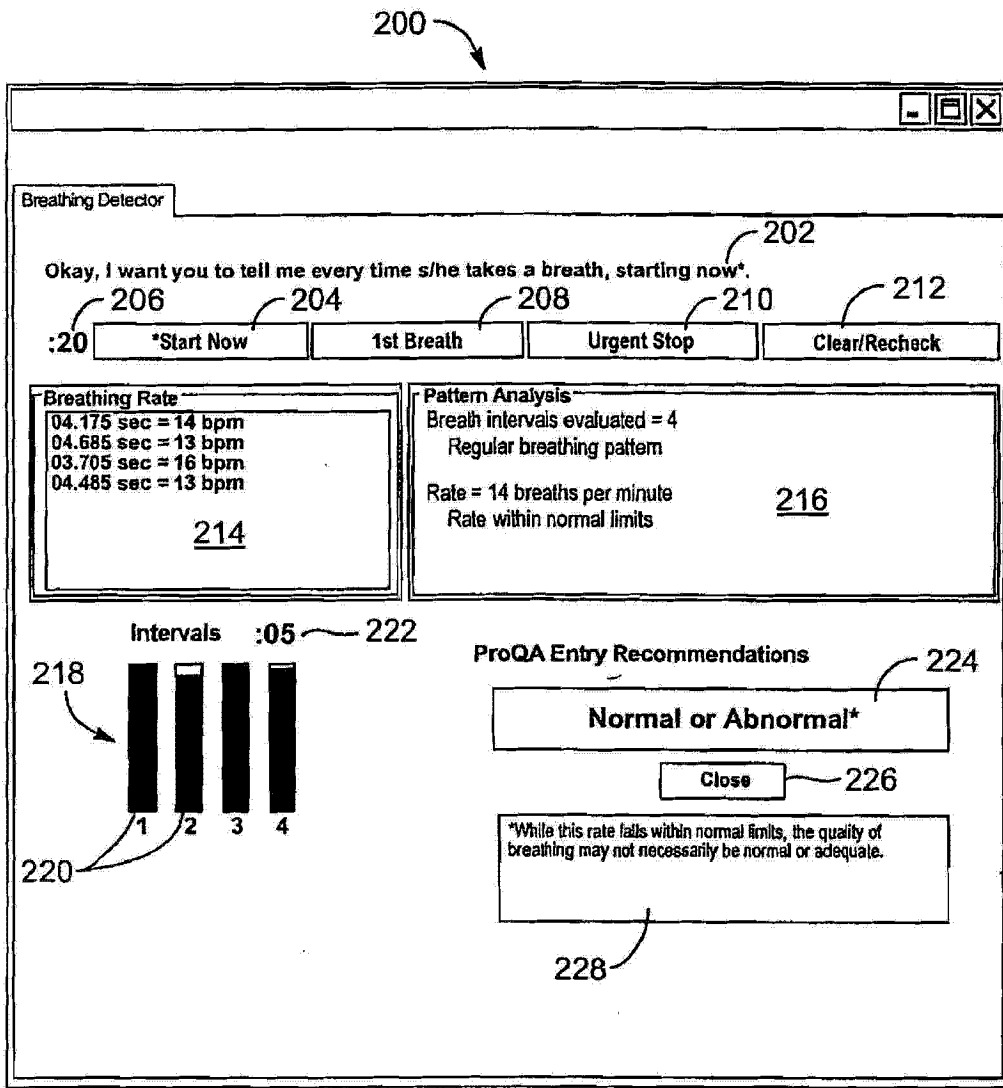 200
Breathing Detector
202
Okay, I want you to tell me every time s/he takes a breath, starting now*.
206 204 208 210 212
:20 *Start Now 1st Breath Urgent Stop Clear/Recheck
Breathing Rate
04.175 sec = 14 bpm
04.685 sec = 13 bpm
03.705 sec = 16 bpm
04.485 sec = 13 bpm
214
Pattern Analysis
Breath intervals evaluated = 4
Regular breathing pattern
Rate = 14 breaths per minute
Rate within normal limits
216
Intervals :05 222
218
1 2 3 4
220
ProQA Entry Recommendations
224
Normal or Abnormal*
Close 226
*While this rate falls within normal limits, the quality of
breathing may not necessarily be normal or adequate.
228